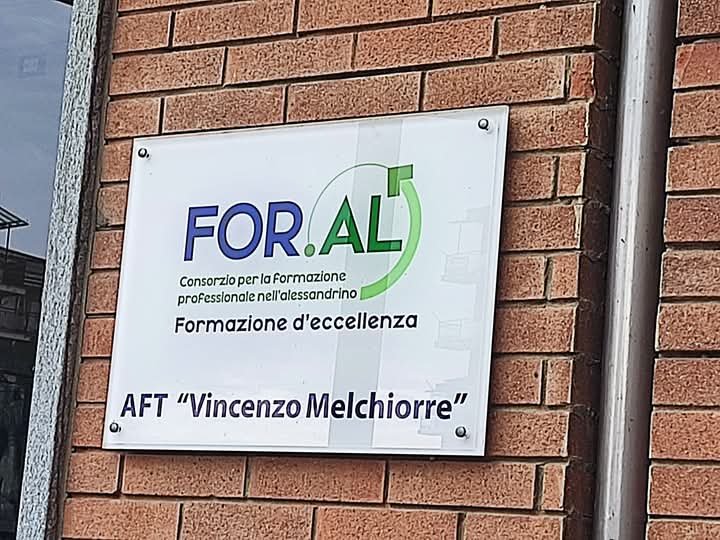 FOR.AL
Consorzio per la formazione
professionale nell'alessandrino
Formazione d'eccellenza
AFT "Vincenzo Melchiorre"